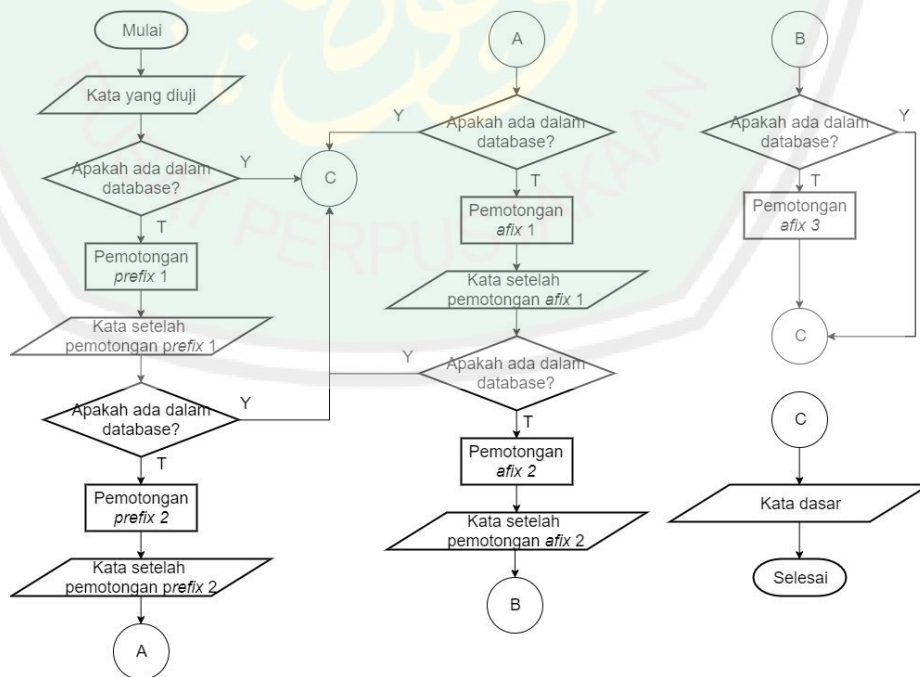 Mulai
Kata yang diuji
Apakah ada dalam
database?
Y
T
Pemotongan
prefix 1
Kata setelah
pemotongan prefix 1
Apakah ada dalam
database?
Y
T
Pemotongan
prefix 2
Kata setelah
pemotongan prefix 2
A
C
A
Apakah ada dalam
database?
Y
T
Pemotongan
afix 1
Kata setelah
pemotongan afix 1
Apakah ada dalam
database?
Y
T
Pemotongan
afix 2
Kata setelah
pemotongan afix 2
B
B
Apakah ada dalam
database?
Y
T
Pemotongan
afix 3
C
C
Kata dasar
Selesai
PUSAT PERPUSTAKAAN